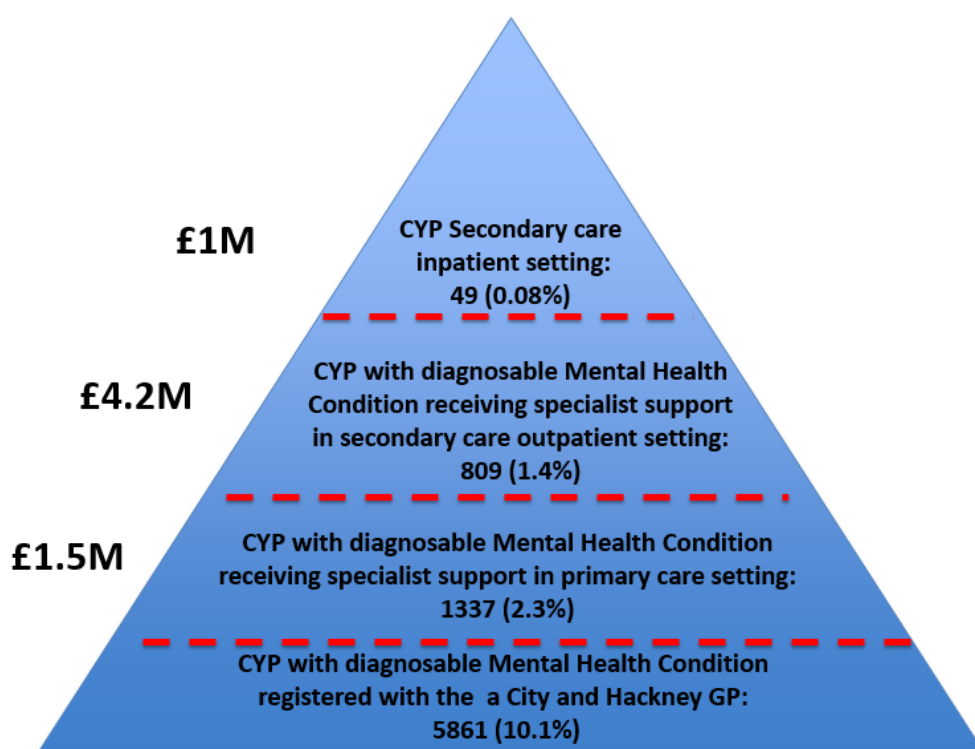 £1M
CYP Secondary care
inpatient setting:
49 (0.08%)
£4.2M
CYP with diagnosable Mental Health
Condition receiving specialist support
in secondary care outpatient setting:
809 (1.4%)
£1.5M
CYP with diagnosable Mental Health Condition
receiving specialist support in primary care setting:
1337 (2.3%)
CYP with diagnosable Mental Health Condition
registered with the a City and Hackney GP:
5861 (10.1%)